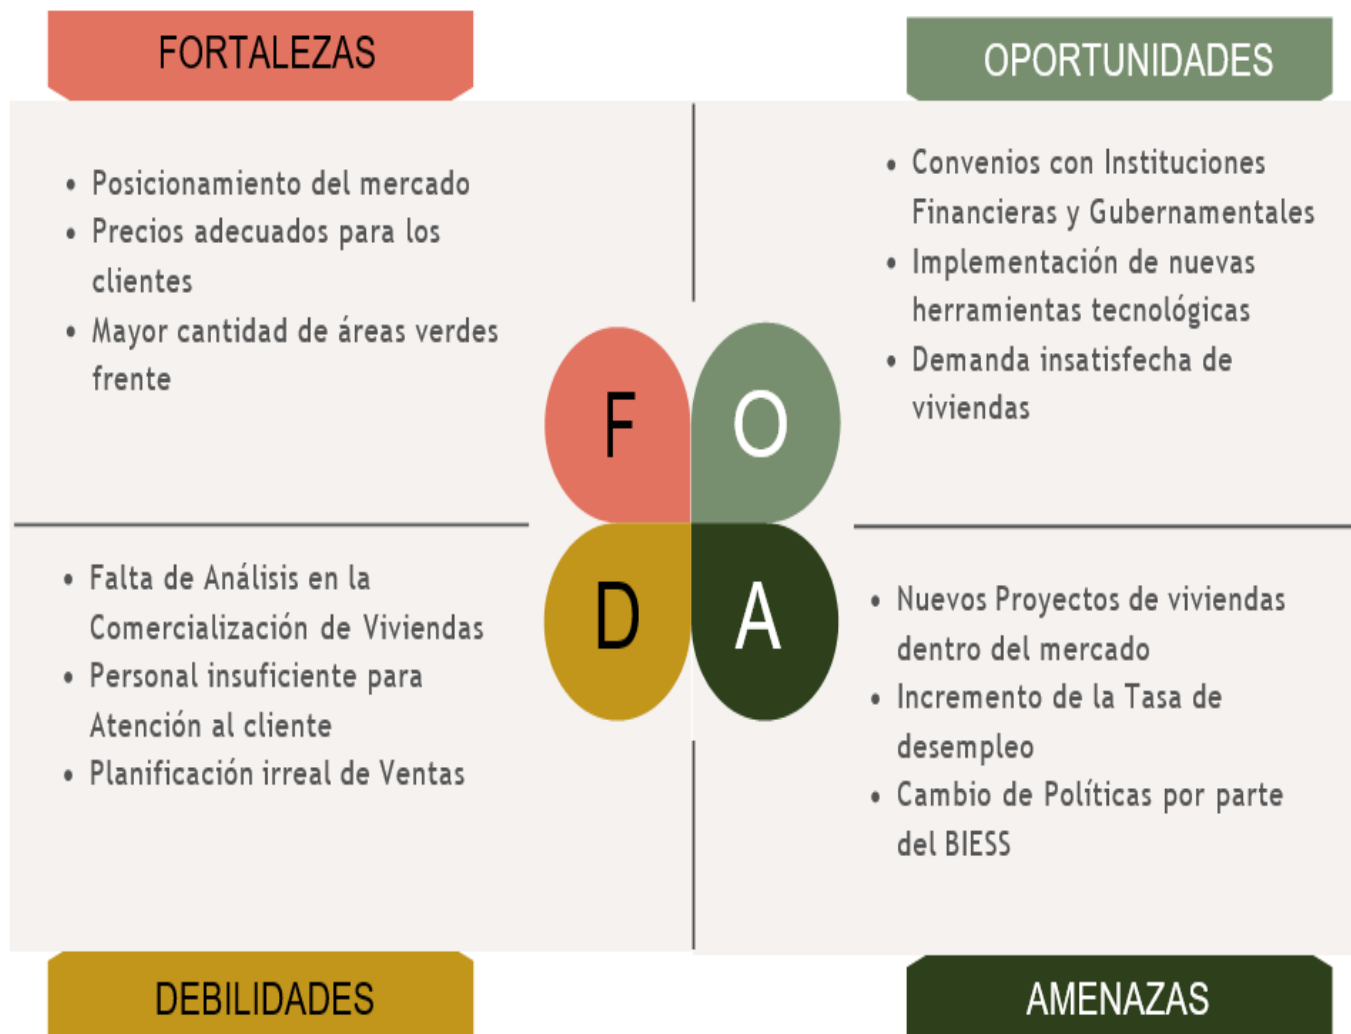 FORTALEZAS
• Posicionamiento del mercado
• Precios adecuados para los
clientes
• Mayor cantidad de áreas verdes
frente
OPORTUNIDADES
• Convenios con Instituciones
Financieras y Gubernamentales
• Implementación de nuevas
herramientas tecnológicas
• Demanda insatisfecha de
viviendas
F
O
D
A
• Falta de Análisis en la
Comercialización de Viviendas
• Personal insuficiente para
Atención al cliente
• Planificación irreal de Ventas
DEBILIDADES
• Nuevos Proyectos de viviendas
dentro del mercado
• Incremento de la Tasa de
desempleo
• Cambio de Políticas por parte
del BIESS
AMENAZAS